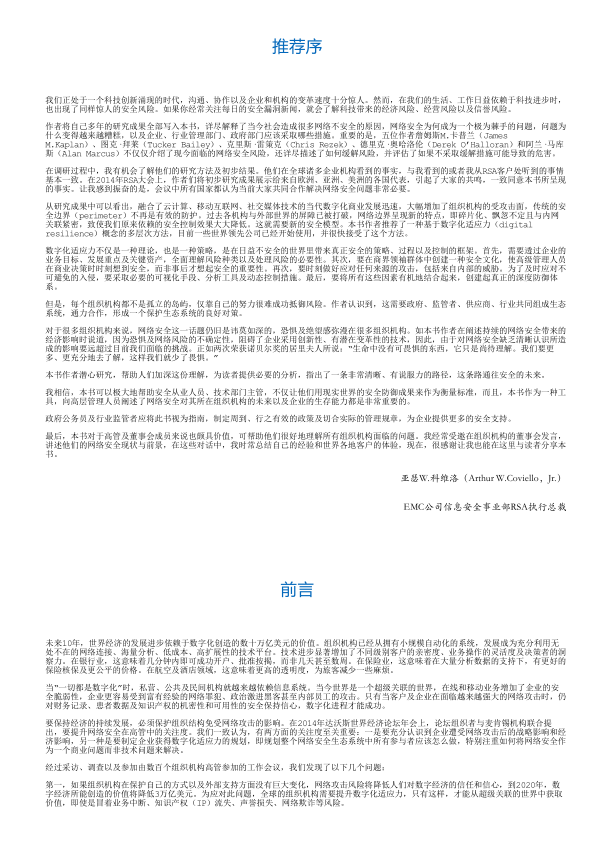 推荐序
我们正处于一个科技创新涌现的时代，沟通、协作以及企业和机构的变革速度十分惊人。然而，在我们的生活、工作日益依赖于科技进步时，
也出现了同样惊人的安全风险。如果你经常关注每日的安全漏洞新闻，就会了解科技带来的经济风险、经营风险以及信誉风险。
作者将自己多年的研究成果全部写入本书，详尽解释了当今社会造成很多网络不安全的原因，网络安全为何成为一个极为棘手的问题，问题为
什么变得越来越糟糕，以及企业、行业管理部门、政府部门应该采取哪些措施。重要的是，五位作者詹姆斯M.卡普兰（James
M.Kaplan）、图克·拜莱（Tucker Bailey）、克里斯·雷策克（Chris Rezek）、德里克·奥哈洛伦（Derek O’Halloran）和阿兰·马库
斯（Alan Marcus）不仅仅介绍了现今面临的网络安全风险，还详尽描述了如何缓解风险，并评估了如果不采取缓解措施可能导致的危害。
在调研过程中，我有机会了解他们的研究方法及初步结果。他们在全球诸多企业机构看到的事实，与我看到的或者我从RSA客户处听到的事情
基本一致。在2014年RSA大会上，作者们将初步研究成果展示给来自欧洲、亚洲、美洲的各国代表，引起了大家的共鸣，一致同意本书所呈现
的事实。让我感到振奋的是，会议中所有国家都认为当前大家共同合作解决网络安全问题非常必要。
从研究成果中可以看出，融合了云计算、移动互联网、社交媒体技术的当代数字化商业发展迅速，大幅增加了组织机构的受攻击面，传统的安
全边界（perimeter）不再是有效的防护。过去各机构与外部世界的屏障已被打破，网络边界呈现新的特点，即碎片化、飘忽不定且与内网
关联紧密，致使我们原来依赖的安全控制效果大大降低。这就需要新的安全模型。本书作者推荐了一种基于数字化适应力（digital
resilience）概念的多层次方法，目前一些世界领先公司已经开始使用，并很快接受了这个方法。
数字化适应力不仅是一种理论，也是一种策略，是在日益不安全的世界里带来真正安全的策略、过程以及控制的框架。首先，需要透过企业的
业务目标、发展重点及关键资产，全面理解风险种类以及处理风险的必要性。其次，要在商界领袖群体中创建一种安全文化，使高级管理人员
在商业决策时时刻想到安全，而非事后才想起安全的重要性。再次，要时刻做好应对任何来源的攻击，包括来自内部的威胁。为了及时应对不
可避免的入侵，要采取必要的可视化手段、分析工具及动态控制措施。最后，要将所有这些因素有机地结合起来，创建起真正的深度防御体
系。
但是，每个组织机构都不是孤立的岛屿，仅靠自己的努力很难成功抵御风险。作者认识到，这需要政府、监管者、供应商、行业共同组成生态系
统，通力合作，形成一个保护生态系统的良好对策。
对于很多组织机构来说，网络安全这一话题仍旧是讳莫如深的。恐惧及绝望感弥漫在很多组织机构。如本书作者在阐述持续的网络安全带来的
经济影响时说道，因为恐惧及网络风险的不确定性，阻碍了企业采用创新性、有潜在变革性的技术，因此，由于对网络安全缺乏清晰认识所造
成的影响要远超过目前我们面临的挑战。正如两次荣获诺贝尔奖的居里夫人所说：“生命中没有可畏惧的东西，它只是尚待理解。我们要更
多、更充分地去了解，这样我们就少了畏惧。”
本书作者潜心研究，帮助人们加深这份理解，为读者提供必要的分析，指出了一条非常清晰、有说服力的路径，这条路通往安全的未来。
我相信，本书可以极大地帮助安全从业人员、技术部门主管，不仅让他们用现实世界的安全防御成果来作为衡量标准，而且，本书作为一种工
具，向高层管理人员阐述了网络安全对其所在组织机构的未来以及企业的生存能力都是非常重要的。
政府公务员及行业监管者应将此书视为指南，制定周到、行之有效的政策及切合实际的管理规章，为企业提供更多的安全支持。
最后，本书对于高管及董事会成员来说也颇具价值，可帮助他们很好地理解所有组织机构面临的问题。我经常受邀在组织机构的董事会发言，
讲述他们的网络安全现状与前景，在这些对话中，我时常总结自己的经验和世界各地客户的体验，现在，很感谢让我也能在这里与读者分享本
书。
亚瑟W.科维洛（Arthur W.Coviello，Jr.）
EMC公司信息安全事业部RSA执行总裁
前言
未来10年，世界经济的发展进步依赖于数字化创造的数十万亿美元的价值。组织机构已经从拥有小规模自动化的系统，发展成为充分利用无
处不在的网络连接、海量分析、低成本、高扩展性的技术平台。技术进步显著增加了不同级别客户的亲密度、业务操作的灵活度及决策者的洞
察力。在银行业，这意味着几分钟内即可成功开户、批准按揭，而非几天甚至数周。在保险业，这意味着在大量分析数据的支持下，有更好的
保险核保及更公平的价格。在航空及酒店领域，这意味着更高的透明度，为旅客减少一些麻烦。
当“一切都是数字化”时，私营、公共及民间机构就越来越依赖信息系统。当今世界是一个超级关联的世界，在线和移动业务增加了企业的安
全脆弱性，企业更容易受到富有经验的网络罪犯、政治激进黑客甚至内部员工的攻击。只有当客户及企业在面临越来越强大的网络攻击时，仍
对财务记录、患者数据及知识产权的机密性和可用性的安全保持信心，数字化进程才能成功。
要保持经济的持续发展，必须保护组织结构免受网络攻击的影响。在2014年达沃斯世界经济论坛年会上，论坛组织者与麦肯锡机构联合提
出，要提升网络安全在高管中的关注度。我们一致认为，有两方面的关注度至关重要：一是要充分认识到企业遭受网络攻击后的战略影响和经
济影响，另一种是要制定企业获得数字化适应力的规划，即规划整个网络安全生态系统中所有参与者应该怎么做，特别注重如何将网络安全作
为一个商业问题而非技术问题来解决。
经过采访、调查以及参加由数百个组织机构高管参加的工作会议，我们发现了以下几个问题：
第一，如果组织机构在保护自己的方式以及外部支持方面没有巨大变化，网络攻击风险将降低人们对数字经济的信任和信心，到2020年，数
字经济所能创造的价值将降低3万亿美元。为应对此问题，全球的组织机构需要提升数字化适应力，只有这样，才能从超级关联的世界中获取
价值，即使是冒着业务中断、知识产权（IP）流失、声誉损失、网络欺诈等风险。